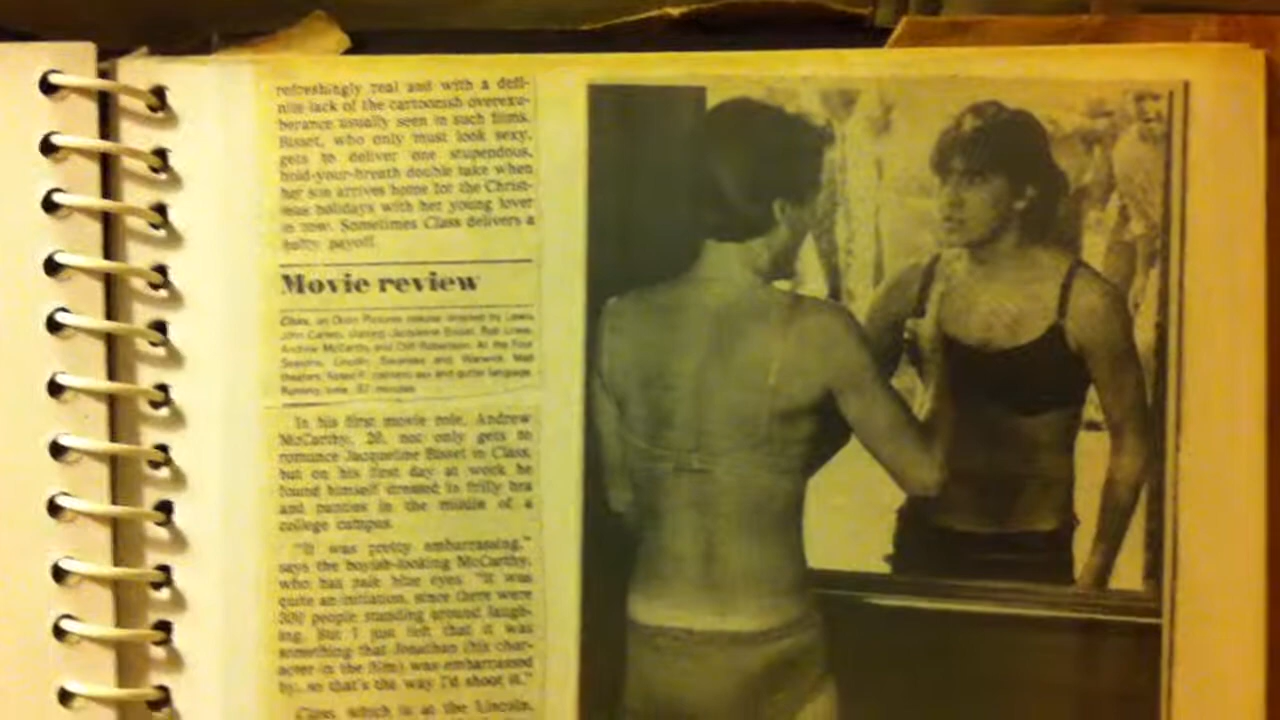 refreshingly real and with a defi-
nite lack of the cartoonish overexu-
berance usually seen in such films.
Bisset, who only must look sexy,
gets to deliver one stupendous,
hold-your-breath double take when
her son arrives home for the Christ-
mas holidays with her young lover
in tow. Sometimes Class delivers a
hefty payoff.
Movie review
Class, an Orion Pictures release directed by Lewis
John Carlino, starring Jacqueline Bisset, Rob Lowe,
Andrew McCarthy and Cliff Robertson. At the Four
Seasons, Lincoln, Swansea and Warwick Mall
theaters. Rated R, contains sex and gutter language.
Running time: 97 minutes.
In his first movie role, Andrew
McCarthy, 20, not only gets to
romance Jacqueline Bisset in Class,
but on his first day at work he
found himself dressed in frilly bra
and panties in the middle of a
college campus.
"It was pretty embarrassing,"
says the boyish-looking McCarthy,
who has pale blue eyes. "It was
quite an initiation, since there were
300 people standing around laugh-
ing. But I just felt that it was
something that Jonathan (his char-
acter in the film) was embarrassed
by, so that's the way I'd shoot it."
Class, which is at the Lincoln,